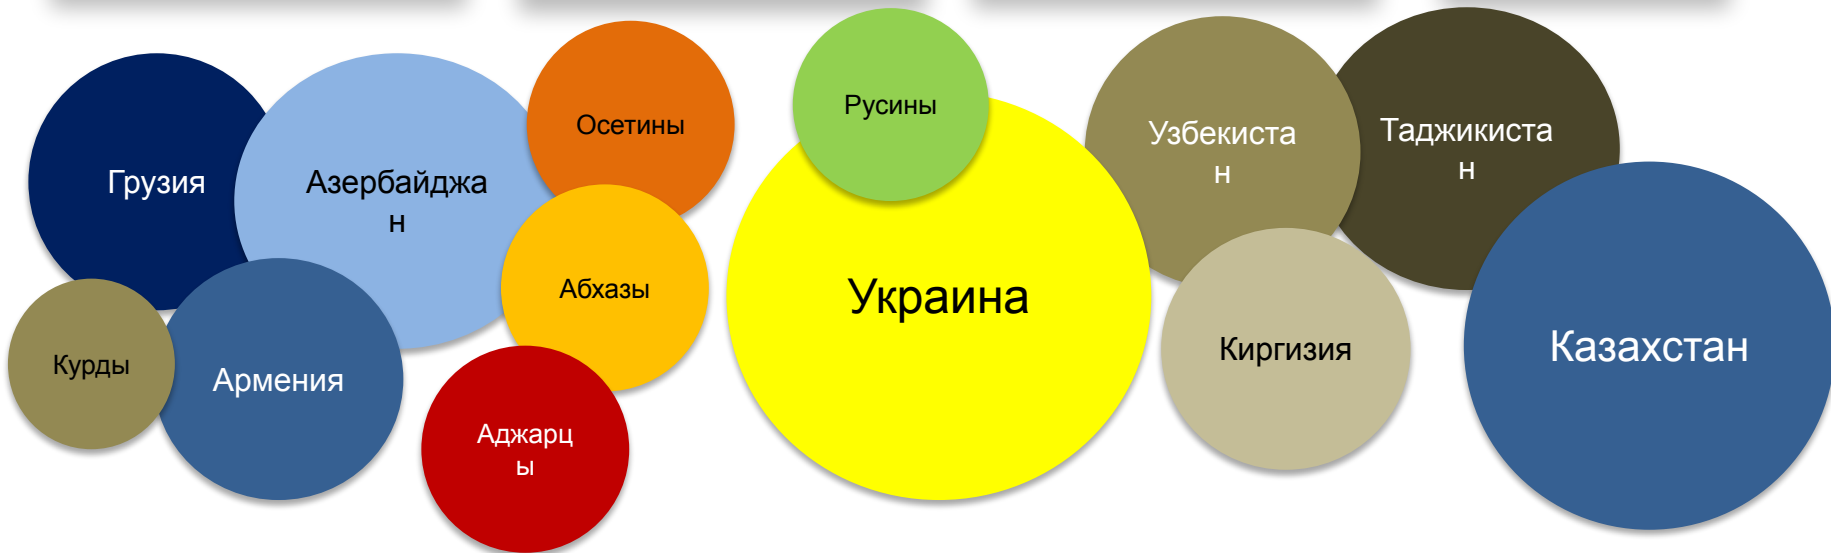 Грузия
Азербайджа
н
Осетины
Абхазы
Курды
Армения
Аджарц
ы
Русины
Украина
Узбекиста
н
Таджикиста
н
Киргизия
Казахстан